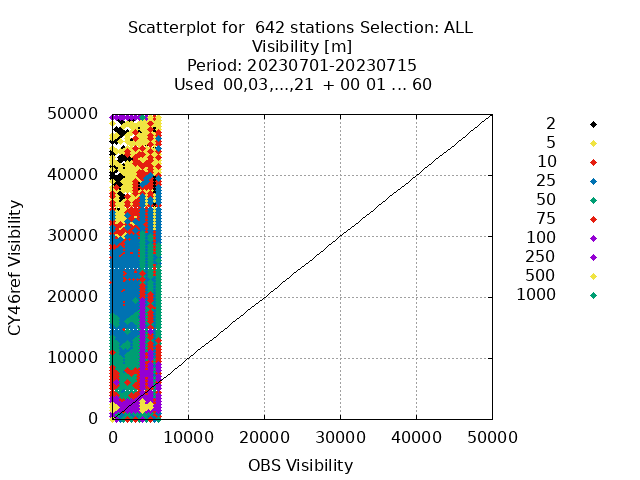 Scatterplot for  642 stations Selection: ALL
Visibility [m]
Period: 20230701-20230715
Used  00,03,...,21  + 00 01 ... 60
50000
40000
30000
20000
10000
0
CY46ref Visibility
0 10000 20000 30000 40000 50000
OBS Visibility
2
5
10
25
50
75
100
250
500
1000